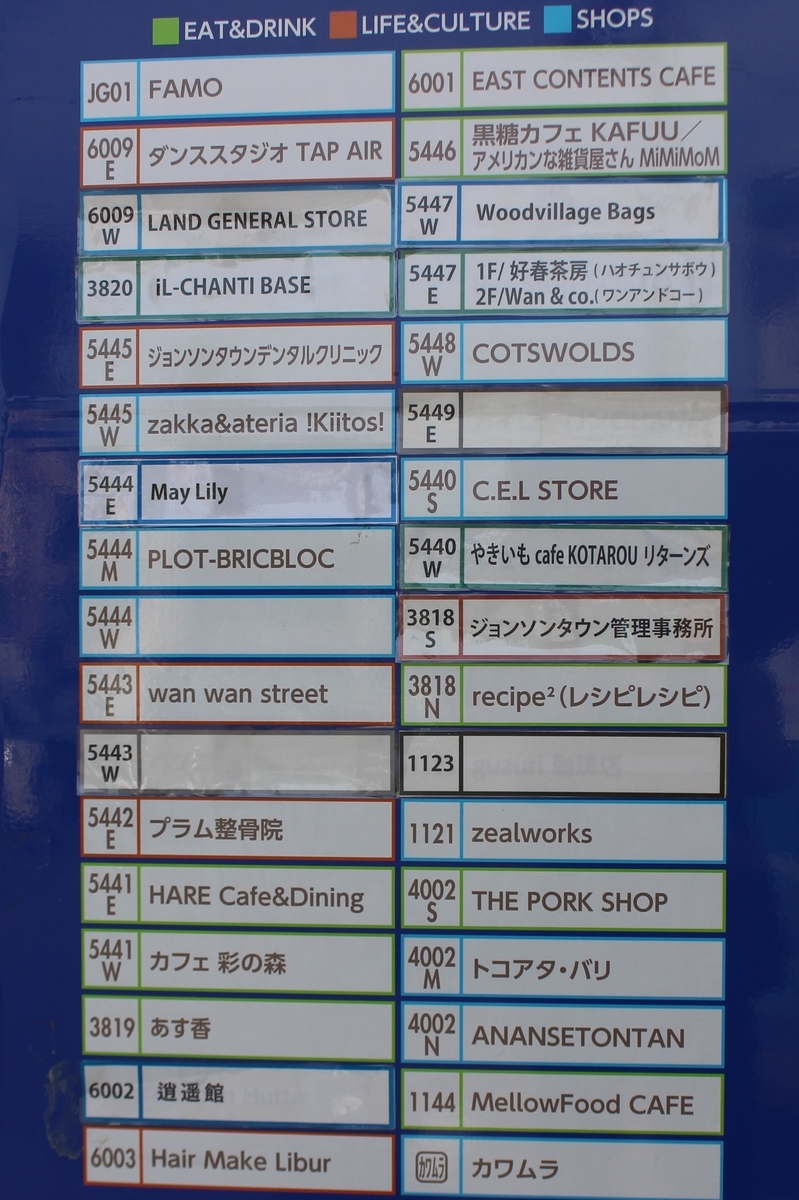 EAT&DRINK LIFE&CULTURE SHOPS
JG01 FAMO
6009 E ダンススタジオ TAP AIR
6009 W LAND GENERAL STORE
3820 iL-CHANTI BASE
5445 E ジョンソンタウンデンタルクリニック
5445 W zakka&ateria !Kiitos!
5444 E May Lily
5444 M PLOT-BRICBLOC
5444 W
5443 E wan wan street
5443 W
5442 E プラム整骨院
5441 E HARE Cafe&Dining
5441 W カフェ 彩の森
3819 あす香
6002 逍遥館
6003 Hair Make Libur
6001 EAST CONTENTS CAFE
5446 黒糖カフェ KAFUU／
アメリカンな雑貨屋さん MiMiMoM
5447 W Woodvillage Bags
5447 E 1F/ 好春茶房 (ハオチュンサボウ)
2F/Wan & co.(ワンアンドコー)
5448 W COTSWOLDS
5449 E
5440 S C.E.L STORE
5440 W やきいも cafe KOTAROU リターンズ
3818 S ジョンソンタウン管理事務所
3818 N recipe²(レシピレシピ)
1123
1121 zealworks
4002 S THE PORK SHOP
4002 M トコアタ・バリ
4002 N ANANSETONTAN
1144 MellowFood CAFE
カワムラ カワムラ